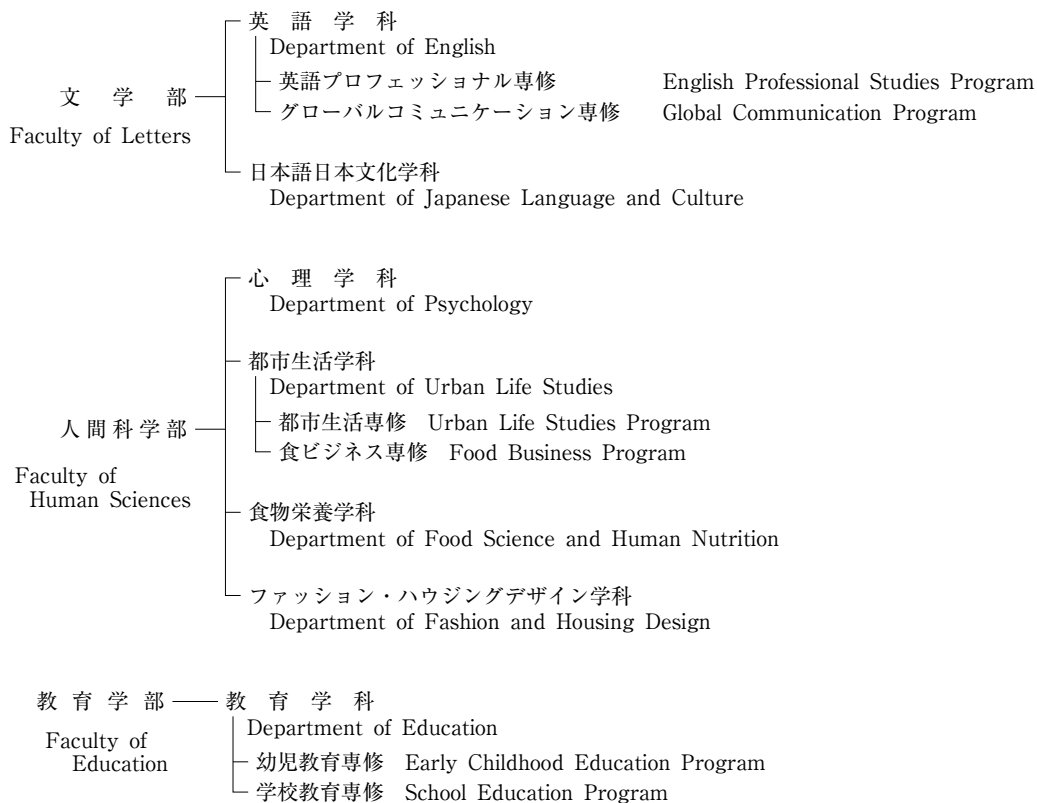 英語学科
Department of English
英語プロフェッショナル専修 English Professional Studies Program
文学部
グローバルコミュニケーション専修 Global Communication Program
Faculty of Letters
日本語日本文化学科
Department of Japanese Language and Culture
心理学科
Department of Psychology
都市生活学科
Department of Urban Life Studies
都市生活専修 Urban Life Studies Program
人間科学部
食ビジネス専修 Food Business Program
Faculty of
Human Sciences
食物栄養学科
Department of Food Science and Human Nutrition
ファッション・ハウジングデザイン学科
Department of Fashion and Housing Design
教育学部 教育学科
Department of Education
Faculty of
Education
幼児教育専修 Early Childhood Education Program
学校教育専修 School Education Program